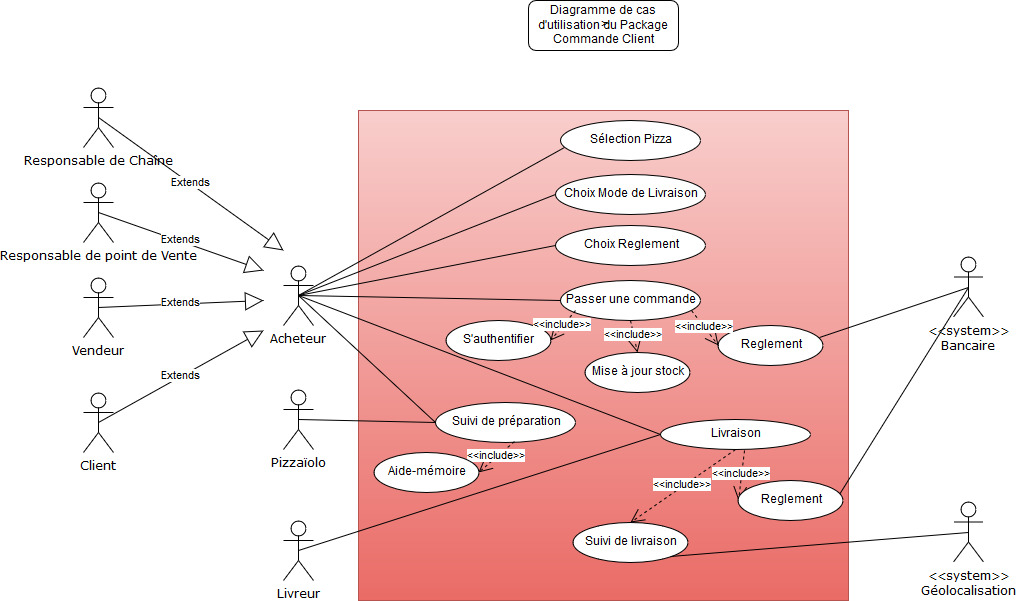 Diagramme de cas
d'utilisation du Package
Commande Client
Responsable de Chaîne
Extends
Responsable de point de Vente
Extends
Vendeur
Extends
Client
Extends
Acheteur
Pizzaïolo
Livreur
Sélection Pizza
Choix Mode de Livraison
Choix Reglement
Passer une commande
<<include>>
<<include>>
<<include>>
S'authentifier
Mise à jour stock
Reglement
Suivi de préparation
<<include>>
Aide-mémoire
Livraison
<<include>>
<<include>>
Reglement
Suivi de livraison
<<system>>
Bancaire
<<system>>
Géolocalisation